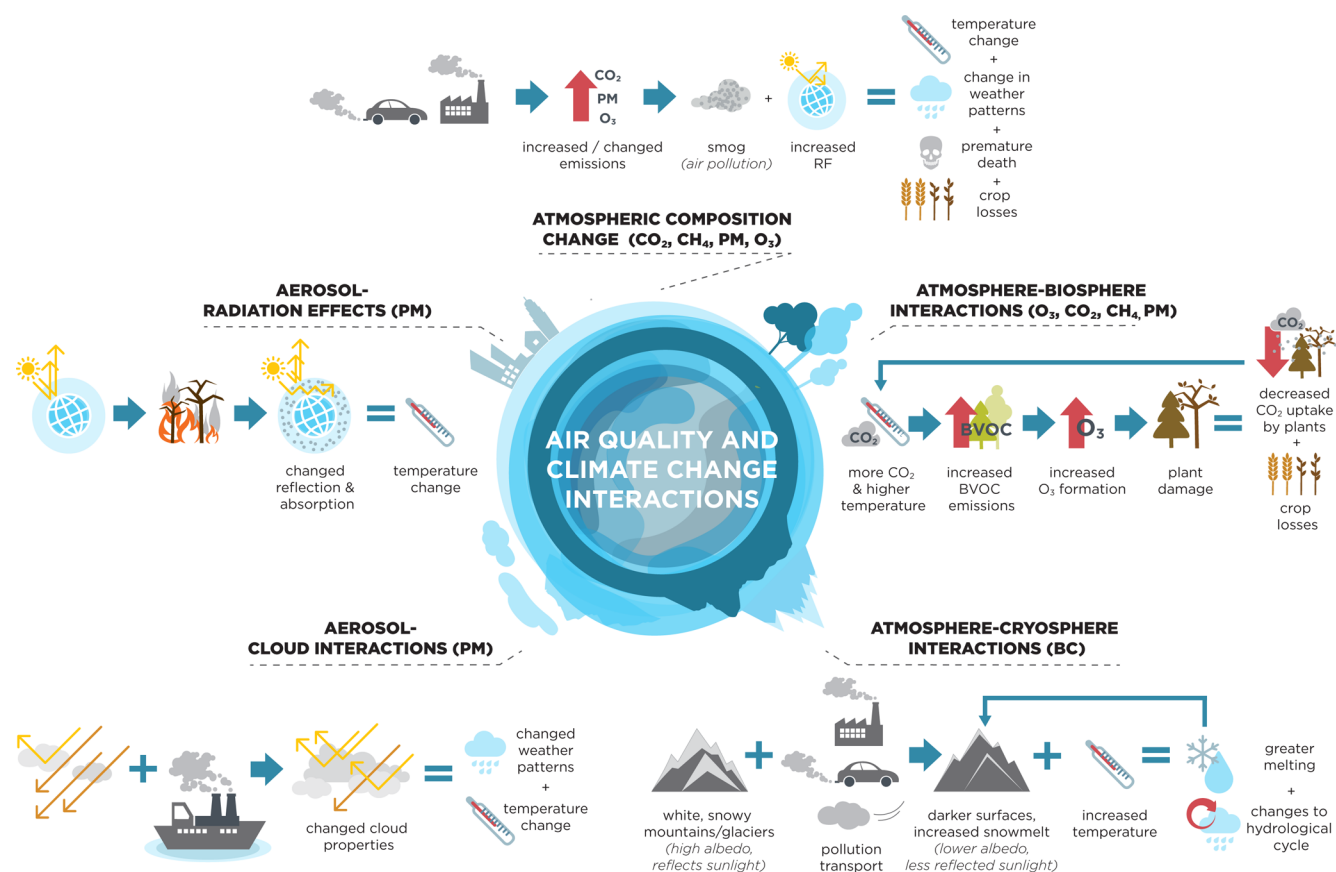 temperature
change
+
change in
weather
patterns
+
premature
death
+
crop
losses
CO₂
PM
O₃
increased / changed
emissions
smog
(air pollution)
+
increased
RF
=
ATMOSPHERIC COMPOSITION
CHANGE (CO₂, CH₄, PM, O₃)
AEROSOL-
RADIATION EFFECTS (PM)
changed
reflection &
absorption
=
temperature
change
ATMOSPHERE-BIOSPHERE
INTERACTIONS (O₃, CO₂, CH₄, PM)
CO₂
more CO₂
& higher
temperature
BVOC
increased
BVOC
emissions
O₃
increased
O₃ formation
plant
damage
=
CO₂
decreased
CO₂ uptake
by plants
+
crop
losses
AIR QUALITY AND
CLIMATE CHANGE
INTERACTIONS
AEROSOL-
CLOUD INTERACTIONS (PM)
+
changed cloud
properties
=
changed
weather
patterns
+
temperature
change
ATMOSPHERE-CRYOSPHERE
INTERACTIONS (BC)
white, snowy
mountains/glaciers
(high albedo,
reflects sunlight)
+
pollution
transport
darker surfaces,
increased snowmelt
(lower albedo,
less reflected sunlight)
+
increased
temperature
=
greater
melting
+
changes to
hydrological
cycle